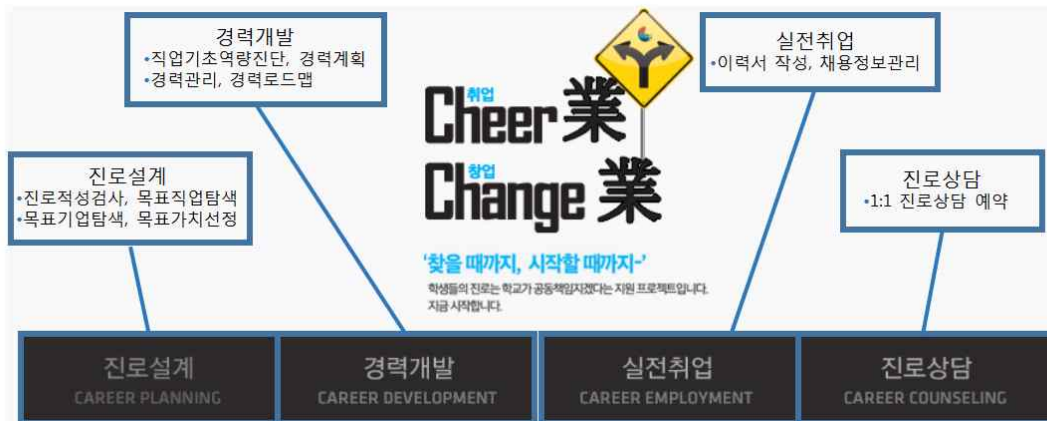 경력개발
•직업기초역량진단, 경력계획
•경력관리, 경력로드맵
실전취업
•이력서 작성, 채용정보관리
취업
Cheer 業
창업
Change 業
진로설계
•진로적성검사, 목표직업탐색
•목표기업탐색, 목표가치선정
진로상담
•1:1 진로상담 예약
‘찾을 때까지, 시작할 때까지~’
학생들의 진로는 학교가 공동책임지겠다는 지원 프로젝트입니다.
지금 시작합니다.
진로설계
CAREER PLANNING
경력개발
CAREER DEVELOPMENT
실전취업
CAREER EMPLOYMENT
진로상담
CAREER COUNSELING